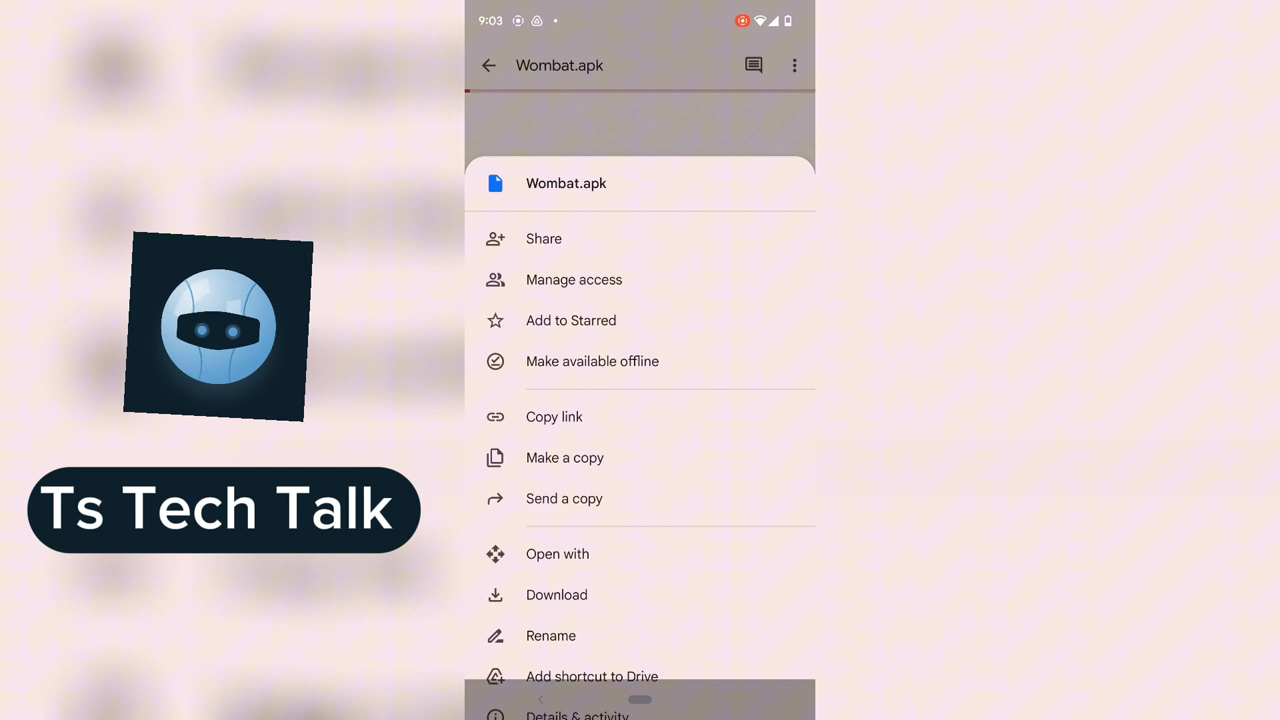 9:03
Wombat.apk
Wombat.apk
Share
Manage access
Add to Starred
Make available offline
Copy link
Make a copy
Send a copy
Open with
Download
Rename
Add shortcut to Drive
Details & activity
Ts Tech Talk